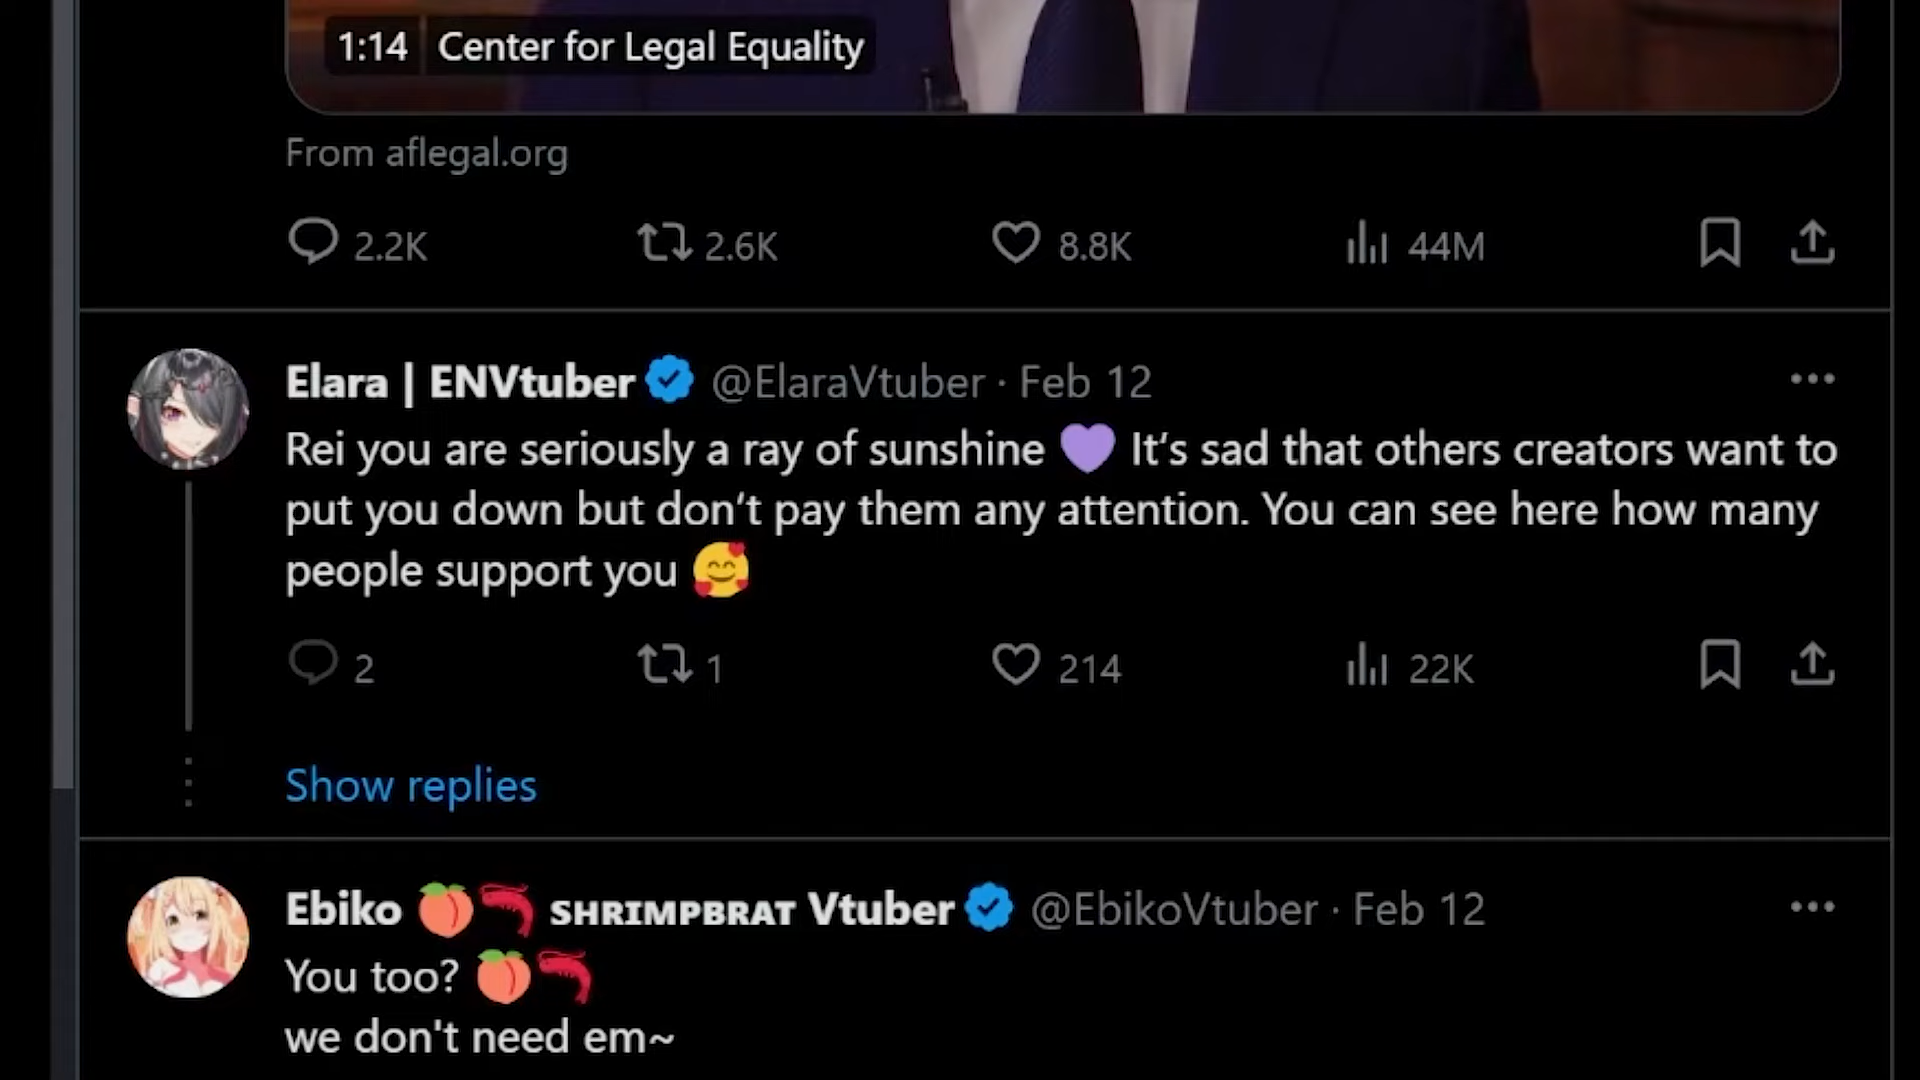 1:14 Center for Legal Equality
From aflegal.org
2.2K 2.6K 8.8K 44M
Elara | ENVtuber @ElaraVtuber · Feb 12
Rei you are seriously a ray of sunshine 💜 It's sad that others creators want to
put you down but don't pay them any attention. You can see here how many
people support you 🥰
2 1 214 22K
Show replies
Ebiko 🍑🦐 SHRIMPBRAT Vtuber @EbikoVtuber · Feb 12
You too? 🍑🦐
we don't need em~